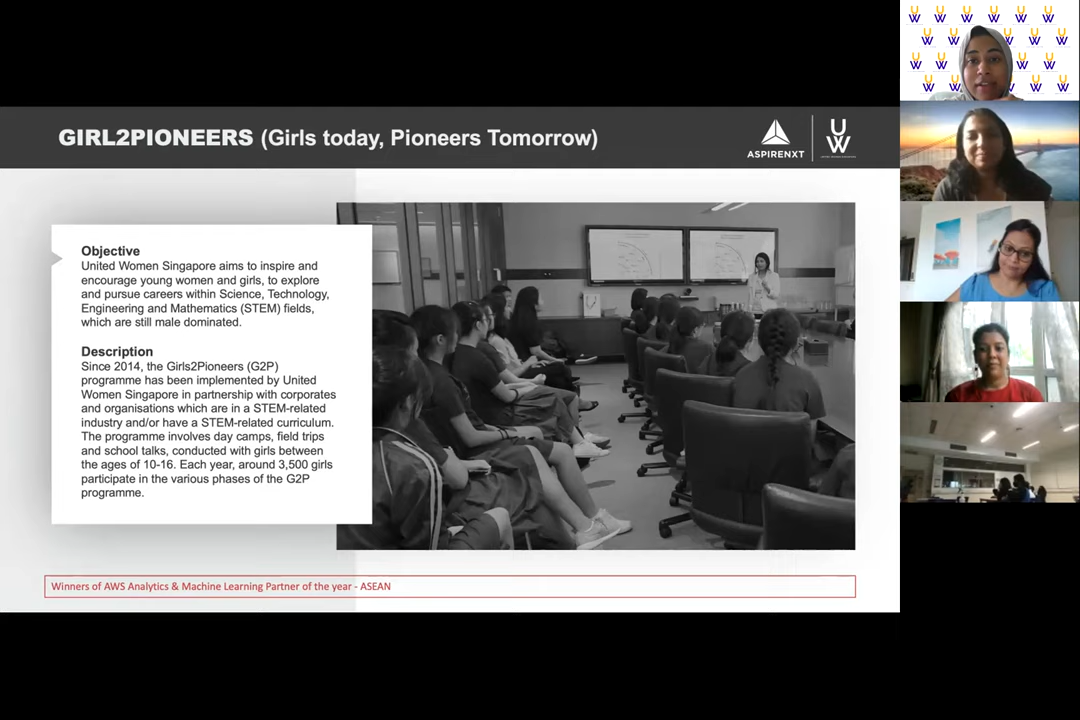 GIRL2PIONEERS (Girls today, Pioneers Tomorrow)
ASPIRENXT
UW
Objective
United Women Singapore aims to inspire and
encourage young women and girls, to explore
and pursue careers within Science, Technology,
Engineering and Mathematics (STEM) fields,
which are still male dominated.
Description
Since 2014, the Girls2Pioneers (G2P)
programme has been implemented by United
Women Singapore in partnership with corporates
and organisations which are in a STEM-related
industry and/or have a STEM-related curriculum.
The programme involves day camps, field trips
and school talks, conducted with girls between
the ages of 10-16. Each year, around 3,500 girls
participate in the various phases of the G2P
programme.
Winners of AWS Analytics & Machine Learning Partner of the year - ASEAN